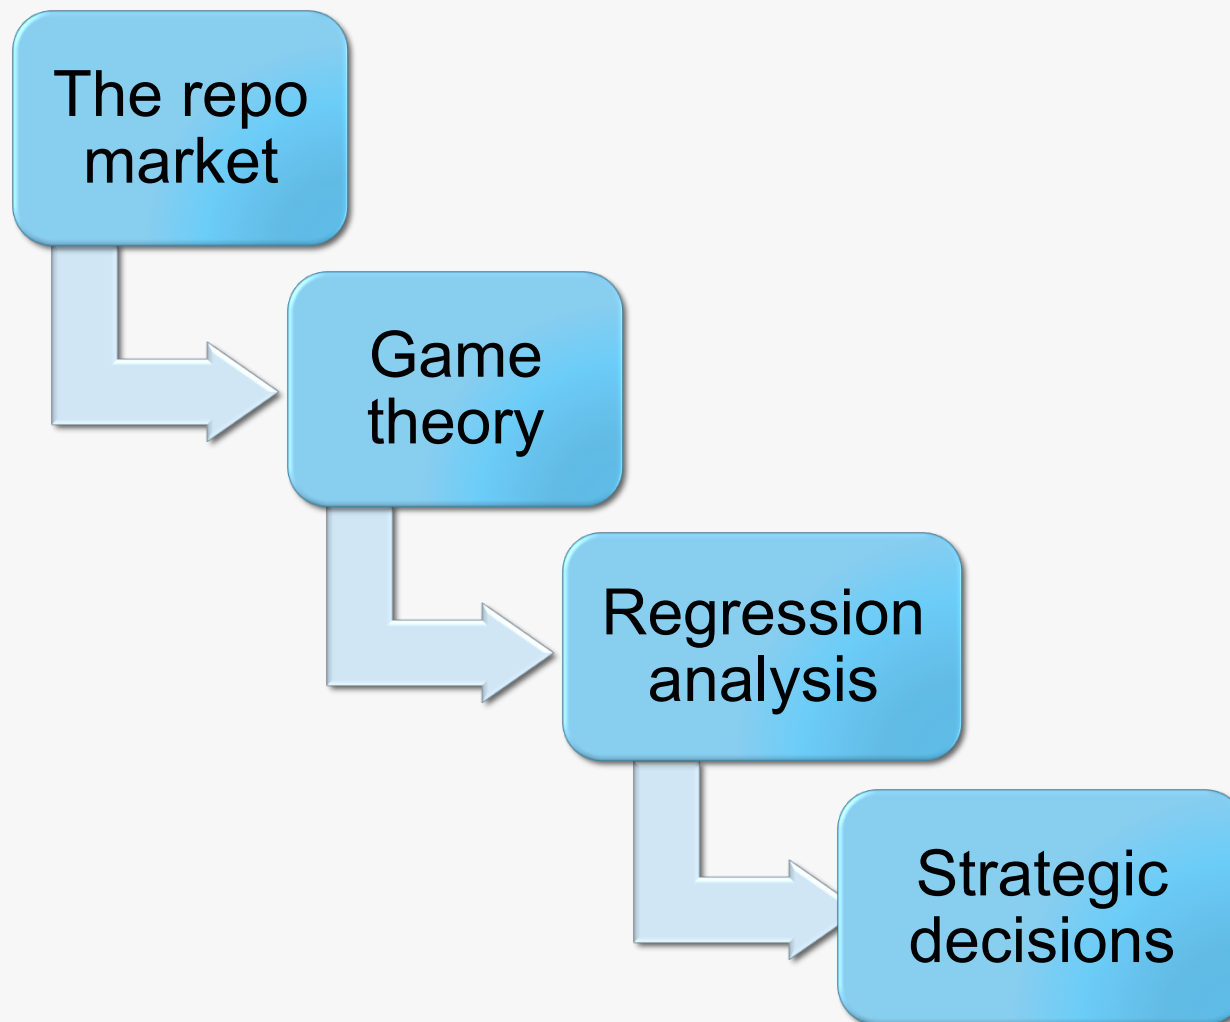 The repo
market
Game
theory
Regression
analysis
Strategic
decisions